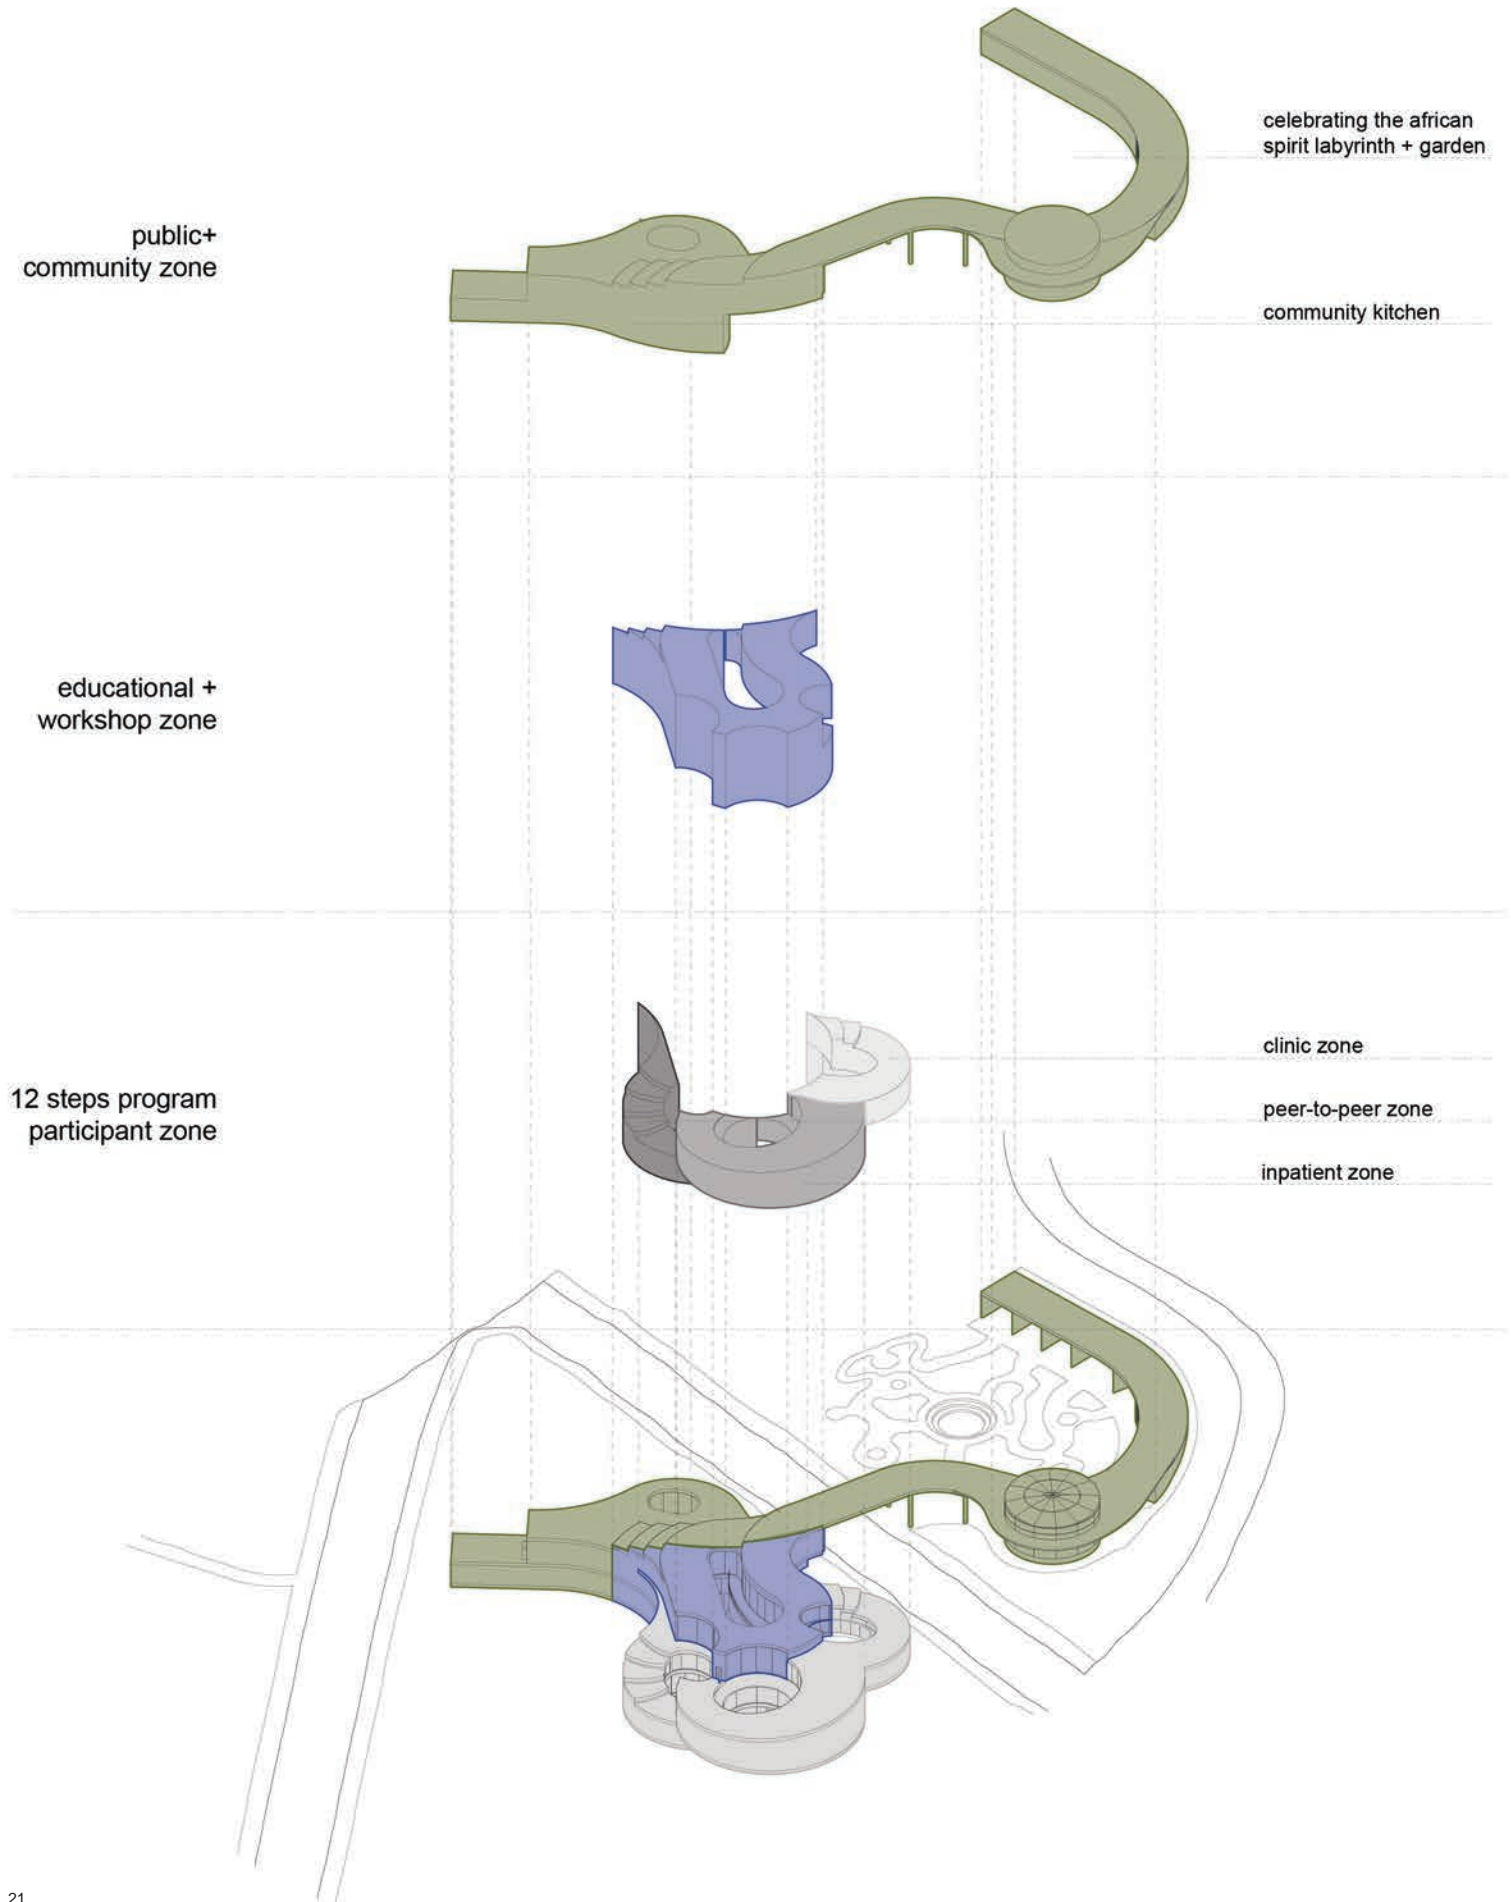 celebrating the african
spirit labyrinth + garden
public+
community zone
community kitchen
educational +
workshop zone
clinic zone
12 steps program
participant zone
peer-to-peer zone
inpatient zone
21